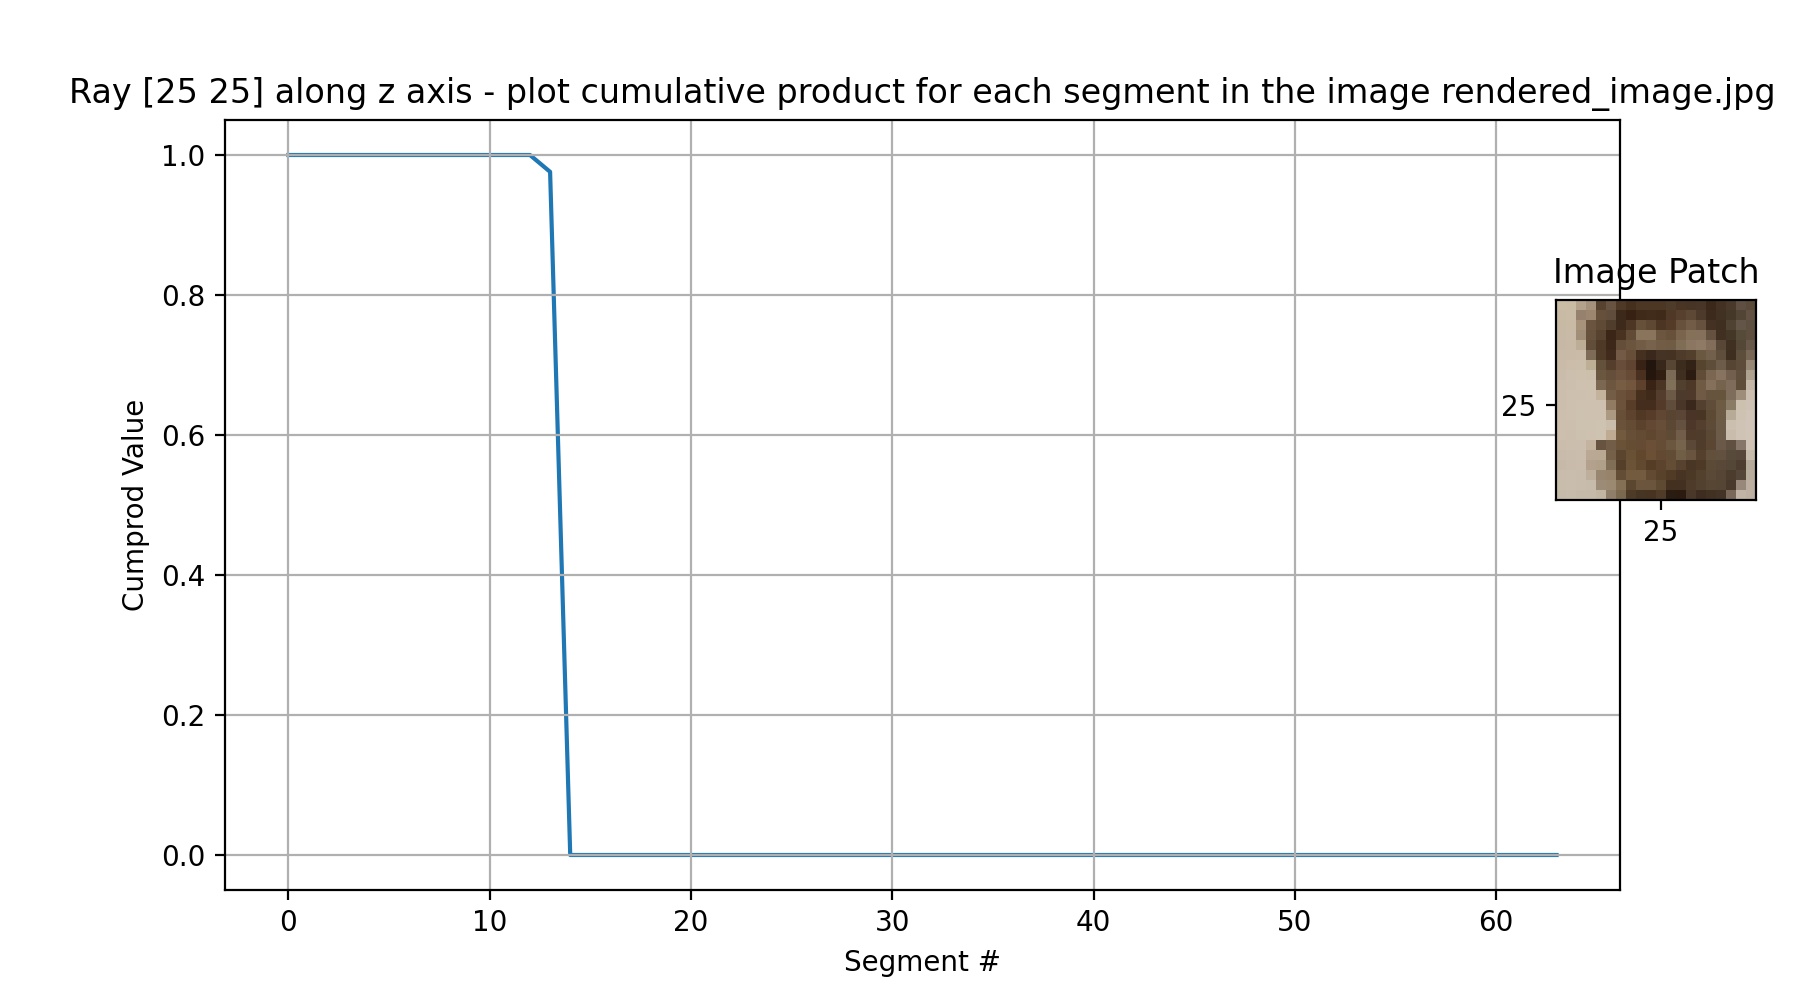 Ray [25 25] along z axis - plot cumulative product for each segment in the image rendered_image.jpg
1.0
0.8
0.6
0.4
0.2
0.0
Cumprod Value
0 10 20 30 40 50 60
Segment #
Image Patch
25
25